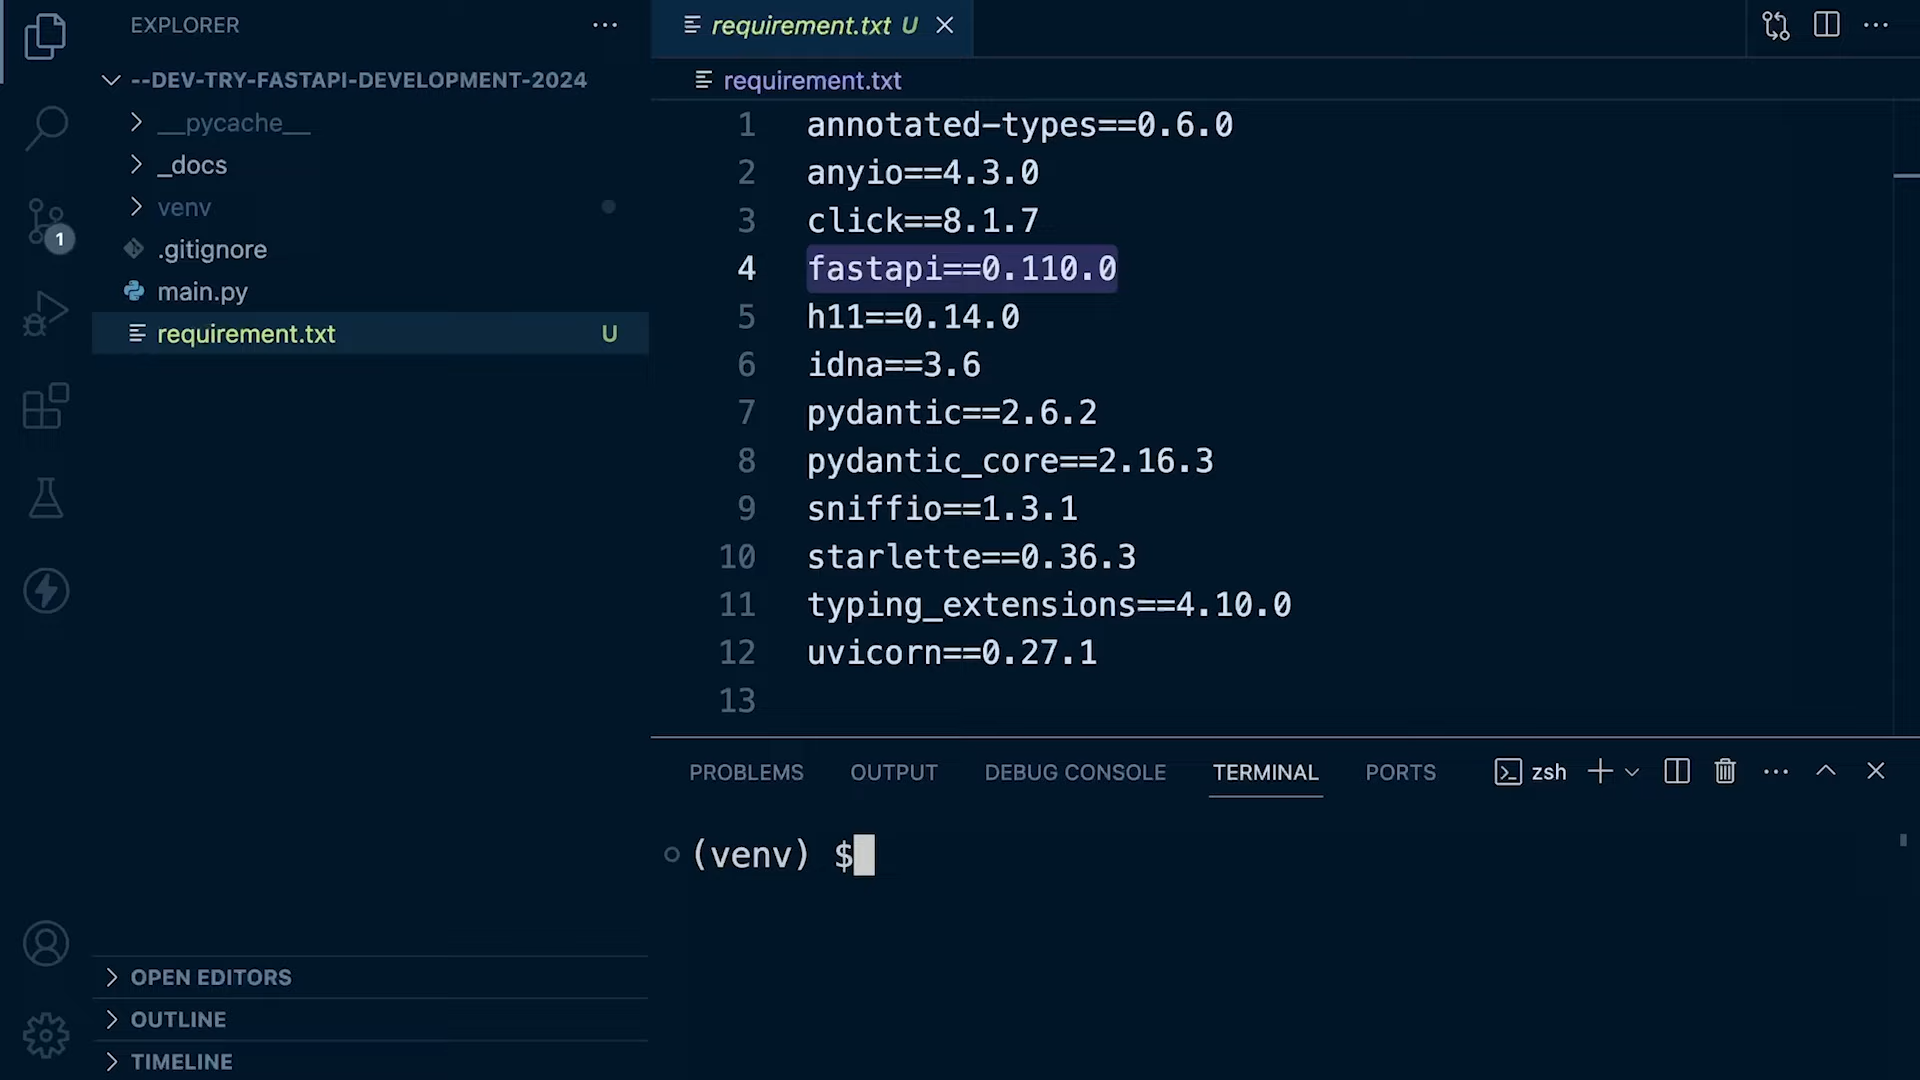 EXPLORER
--DEV-TRY-FASTAPI-DEVELOPMENT-2024
__pycache__
_docs
venv
.gitignore
main.py
requirement.txt U
1
OPEN EDITORS
OUTLINE
TIMELINE
requirement.txt U
requirement.txt
1 annotated-types==0.6.0
2 anyio==4.3.0
3 click==8.1.7
4 fastapi==0.110.0
5 h11==0.14.0
6 idna==3.6
7 pydantic==2.6.2
8 pydantic_core==2.16.3
9 sniffio==1.3.1
10 starlette==0.36.3
11 typing_extensions==4.10.0
12 uvicorn==0.27.1
13
PROBLEMS OUTPUT DEBUG CONSOLE TERMINAL PORTS zsh
(venv) $